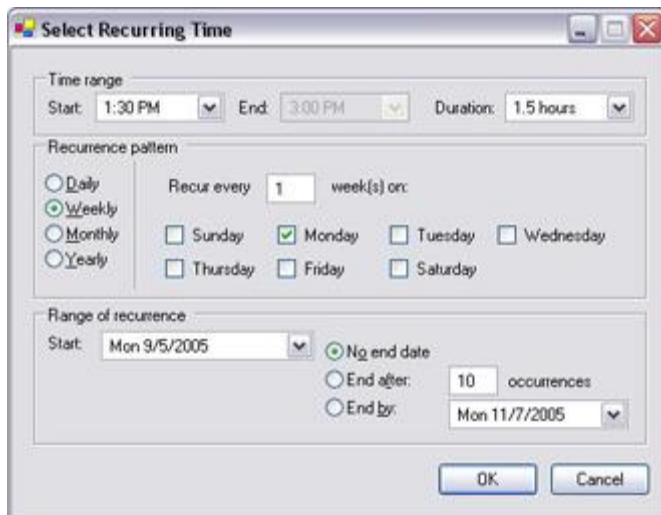 Select Recurring Time
Time range
Start: 1:30 PM End: 3:00 PM Duration: 1.5 hours
Recurrence pattern
Daily Recur every 1 week(s) on:
Weekly
Monthly Sunday Monday Tuesday Wednesday
Yearly Thursday Friday Saturday
Range of recurrence
Start: Mon 9/5/2005 No end date
End after: 10 occurrences
End by: Mon 11/7/2005
OK Cancel